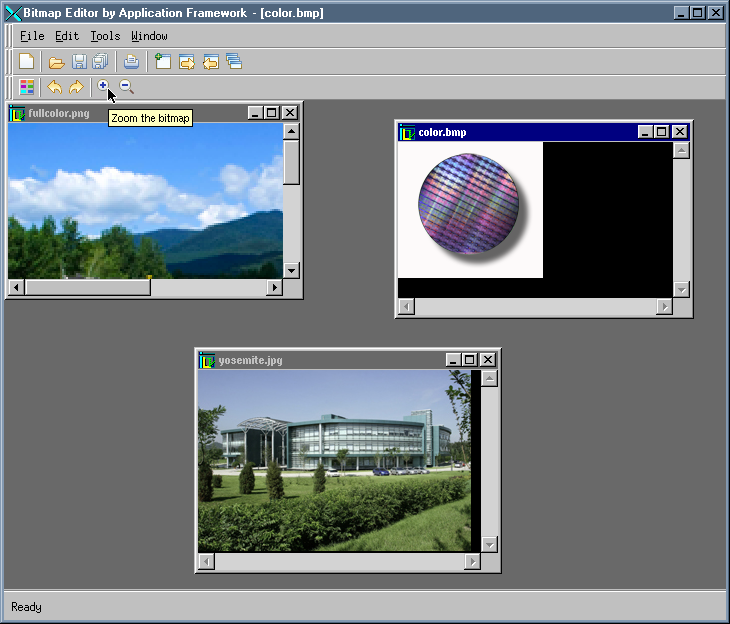 Bitmap Editor by Application Framework - [color.bmp]
File Edit Tools Window
fullcolor.png
Zoom the bitmap
color.bmp
yosemite.jpg
Ready